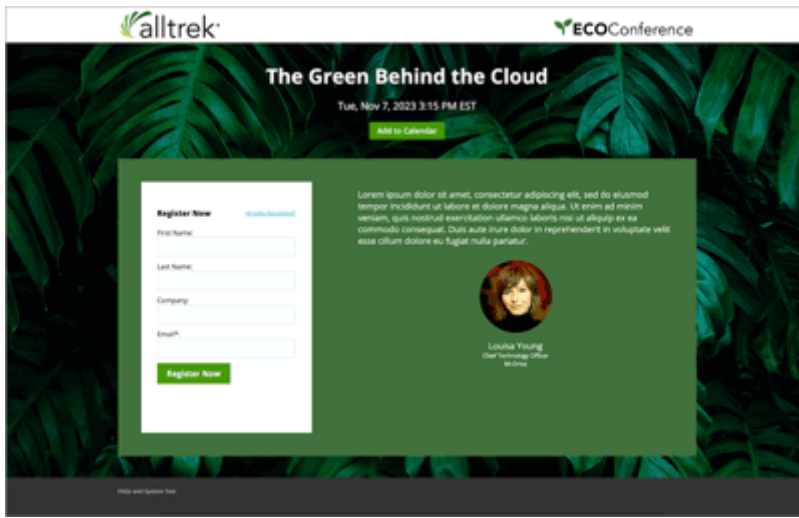 alltrek
ECOConference
The Green Behind the Cloud
Tue, Nov 7, 2023 3:15 PM EST
Add to Calendar
Register Now
Already Registered?
First Name:
Last Name:
Company:
Email*:
Register Now
Lorem ipsum dolor sit amet, consectetur adipiscing elit, sed do eiusmod
tempor incididunt ut labore et dolore magna aliqua. Ut enim ad minim
veniam, quis nostrud exercitation ullamco laboris nisi ut aliquip ex ea
commodo consequat. Duis aute irure dolor in reprehenderit in voluptate velit
esse cillum dolore eu fugiat nulla pariatur.
Louisa Young
Chief Technology Officer
FAQs and System Test